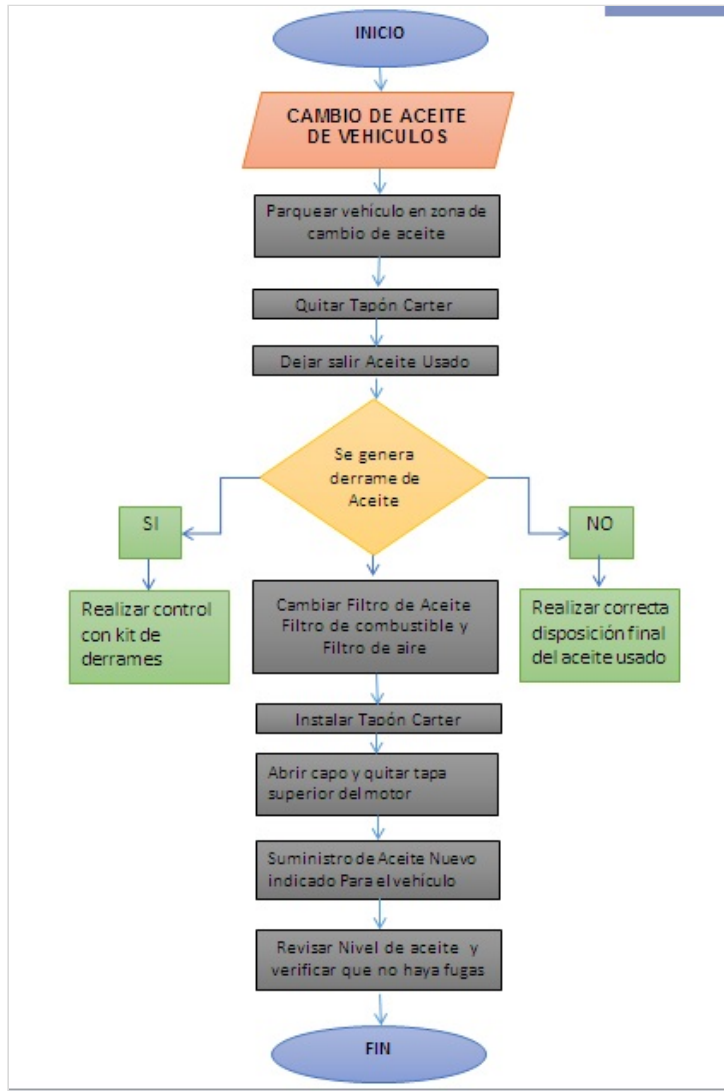 INICIO
CAMBIO DE ACEITE
DE VEHICULOS
Parquear vehículo en zona de
cambio de aceite
Quitar Tapón Carter
Dejar salir Aceite Usado
Se genera
derrame de
Aceite
SI
NO
Realizar control
con kit de
derrames
Cambiar Filtro de Aceite
Filtro de combustible y
Filtro de aire
Realizar correcta
disposición final
del aceite usado
Instalar Tapón Carter
Abrir capo y quitar tapa
superior del motor
Suministro de Aceite Nuevo
indicado Para el vehículo
Revisar Nivel de aceite y
verificar que no haya fugas
FIN